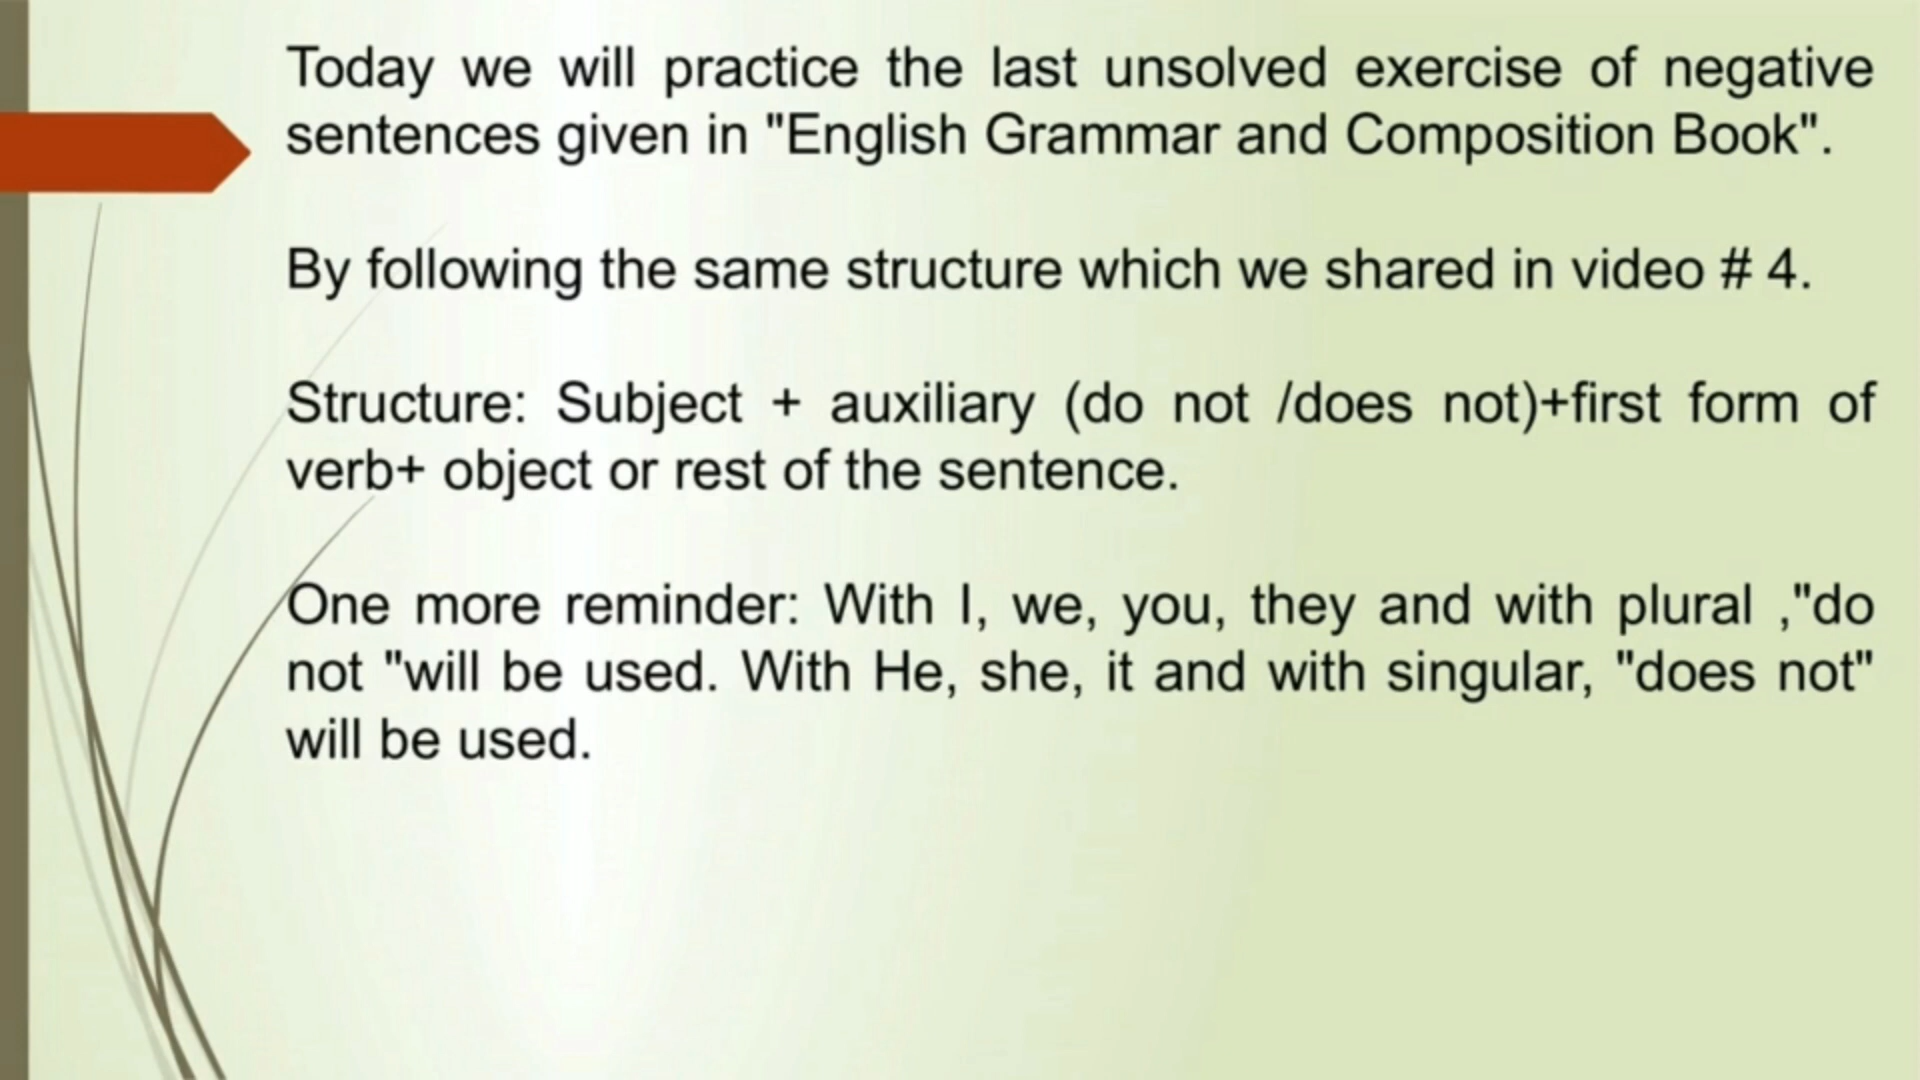 Today we will practice the last unsolved exercise of negative
sentences given in "English Grammar and Composition Book".
By following the same structure which we shared in video # 4.
Structure: Subject + auxiliary (do not /does not)+first form of
verb+ object or rest of the sentence.
One more reminder: With I, we, you, they and with plural ,"do
not "will be used. With He, she, it and with singular, "does not"
will be used.